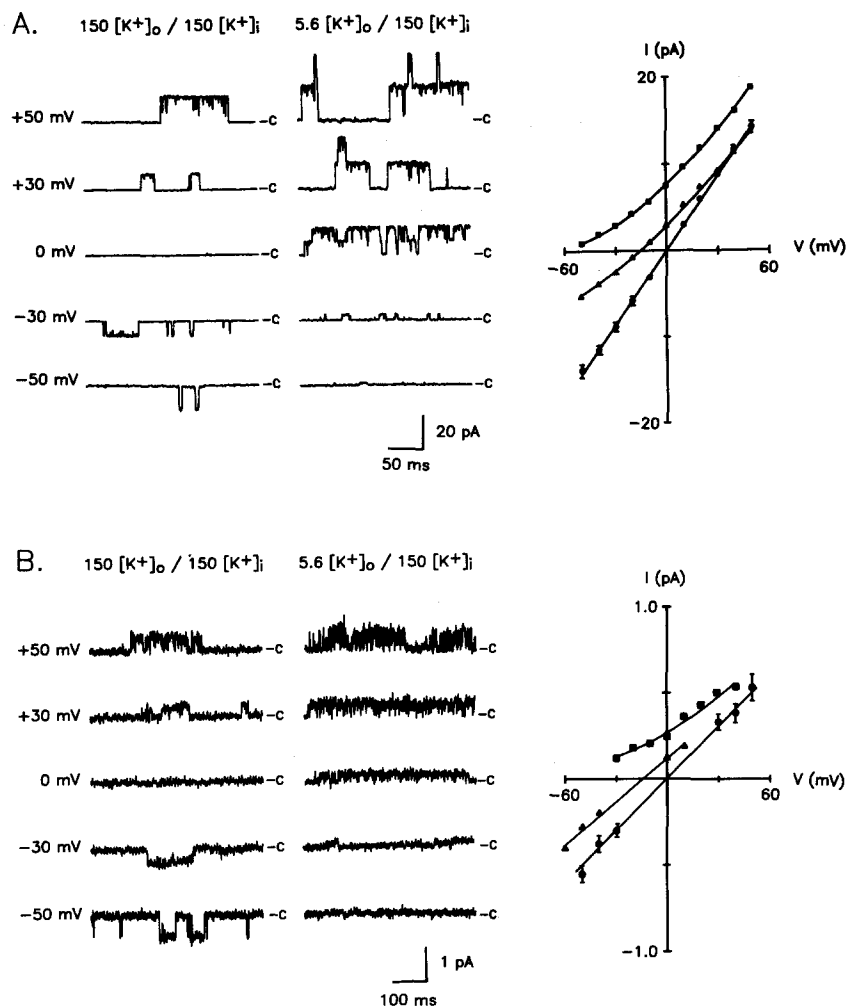 A.
150 [K+]o / 150 [K+]i
5.6 [K+]o / 150 [K+]i
+50 mV
-C
-C
+30 mV
-C
-C
0 mV
-C
-C
-30 mV
-C
-C
-50 mV
-C
-C
20 pA
50 ms
I (pA)
20
V (mV)
-60
60
-20
B.
150 [K+]o / 150 [K+]i
5.6 [K+]o / 150 [K+]i
+50 mV
-C
-C
+30 mV
-C
-C
0 mV
-C
-C
-30 mV
-C
-C
-50 mV
-C
-C
1 pA
100 ms
I (pA)
1.0
V (mV)
-60
60
-1.0